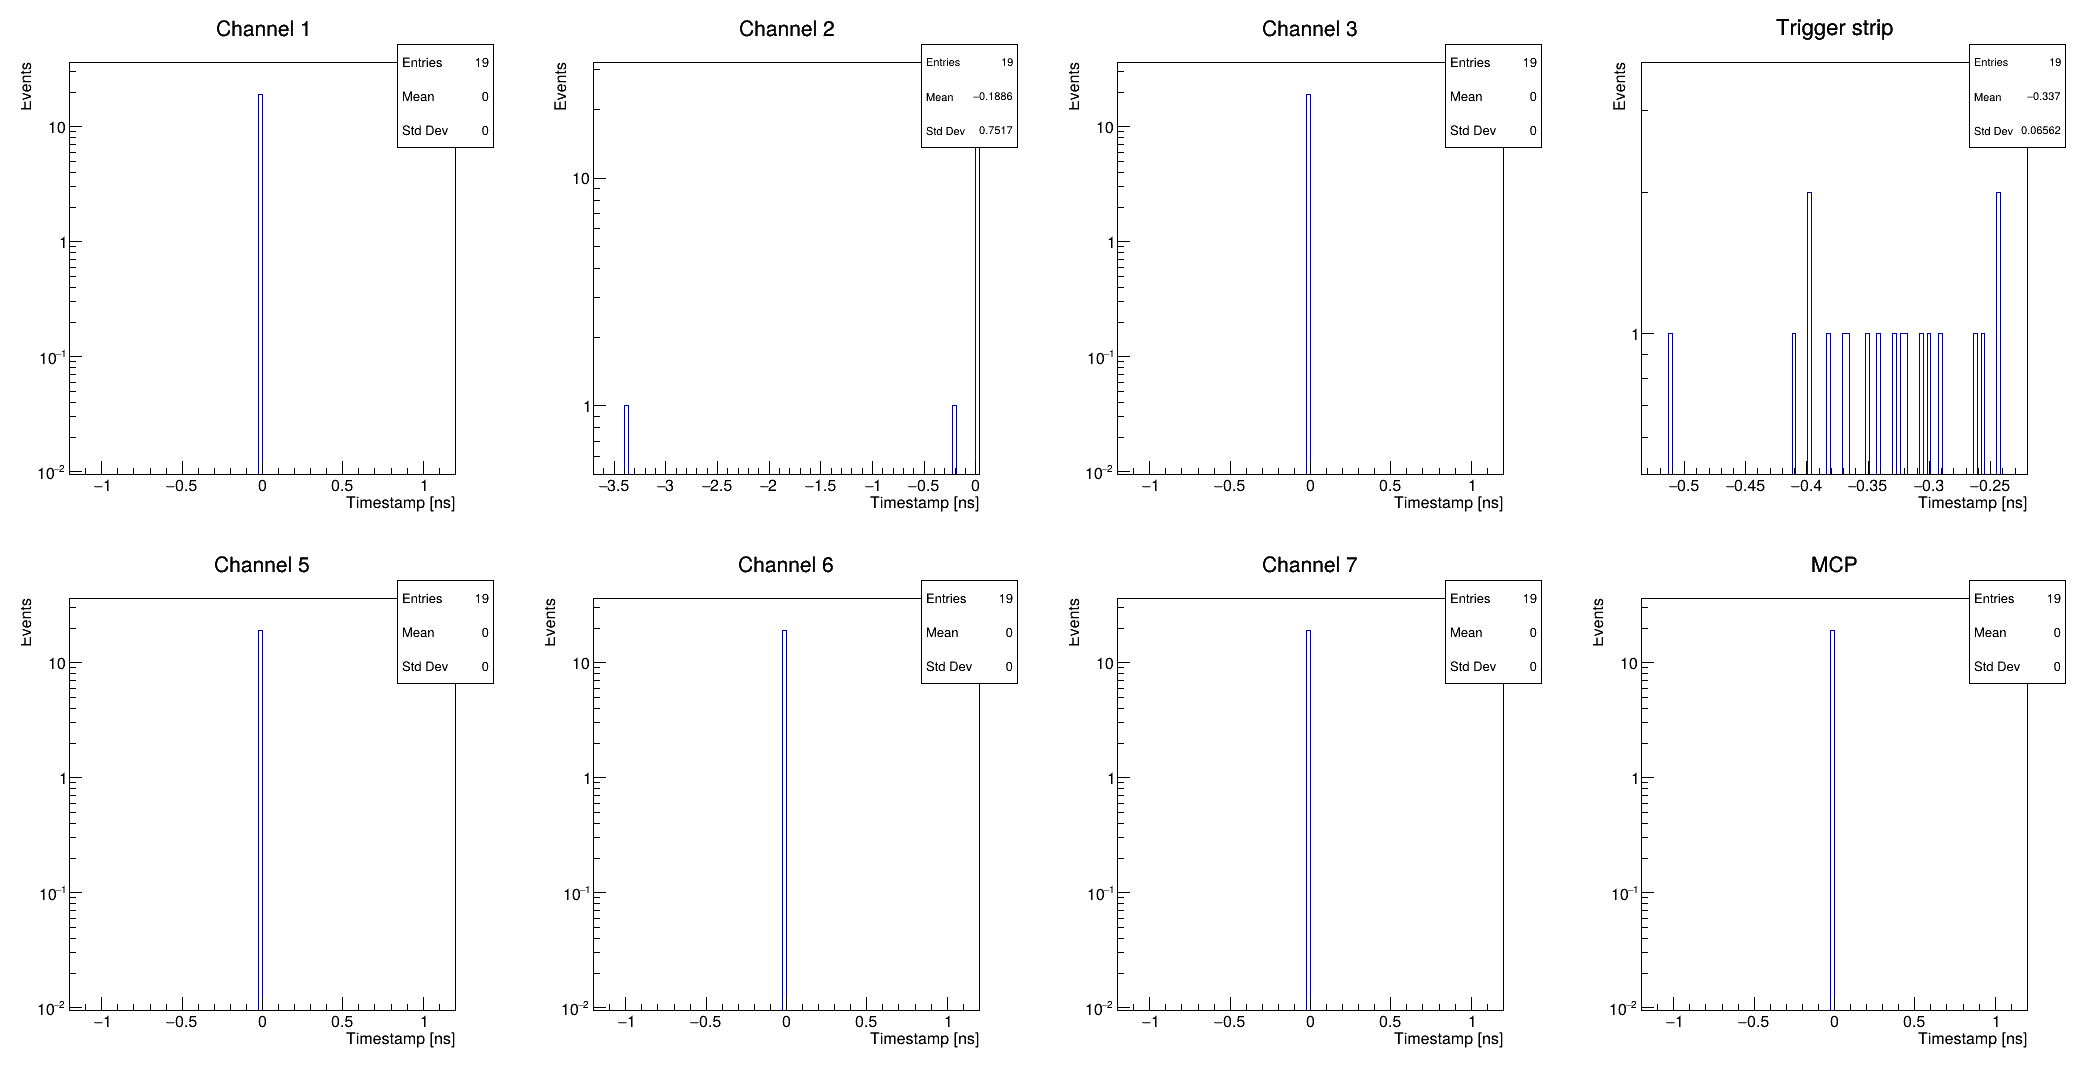 Channel 1
Events
Entries 19
Mean 0
Std Dev 0
10
1
10⁻¹
10⁻²
−1 −0.5 0 0.5 1
Timestamp [ns]
Channel 2
Events
Entries 19
Mean −0.1886
Std Dev 0.7517
10
1
−3.5 −3 −2.5 −2 −1.5 −1 −0.5 0
Timestamp [ns]
Channel 3
Events
Entries 19
Mean 0
Std Dev 0
10
1
10⁻¹
10⁻²
−1 −0.5 0 0.5 1
Timestamp [ns]
Trigger strip
Events
Entries 19
Mean −0.337
Std Dev 0.06562
1
−0.5 −0.45 −0.4 −0.35 −0.3 −0.25
Timestamp [ns]
Channel 5
Events
Entries 19
Mean 0
Std Dev 0
10
1
10⁻¹
10⁻²
−1 −0.5 0 0.5 1
Timestamp [ns]
Channel 6
Events
Entries 19
Mean 0
Std Dev 0
10
1
10⁻¹
10⁻²
−1 −0.5 0 0.5 1
Timestamp [ns]
Channel 7
Events
Entries 19
Mean 0
Std Dev 0
10
1
10⁻¹
10⁻²
−1 −0.5 0 0.5 1
Timestamp [ns]
MCP
Events
Entries 19
Mean 0
Std Dev 0
10
1
10⁻¹
10⁻²
−1 −0.5 0 0.5 1
Timestamp [ns]